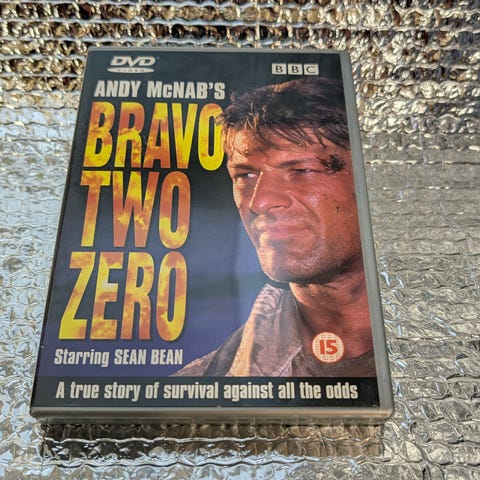 DVD
VIDEO
BBC
ANDY McNAB'S
BRAVO
TWO
ZERO
Starring SEAN BEAN
15
A true story of survival against all the odds